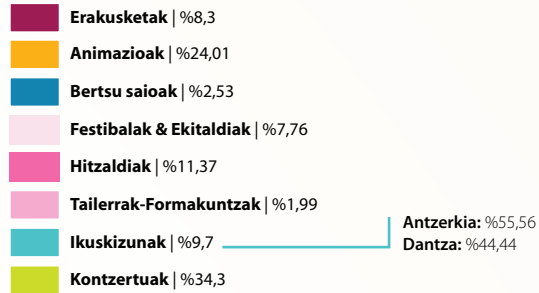 Erakusketak | %8,3
Animazioak | %24,01
Bertsu saioak | %2,53
Festibalak & Ekitaldiak | %7,76
Hitzaldiak | %11,37
Tailerrak-Formakuntzak | %1,99
Ikuskizunak | %9,7
Antzerkia: %55,56
Dantza: %44,44
Kontzertuak | %34,3